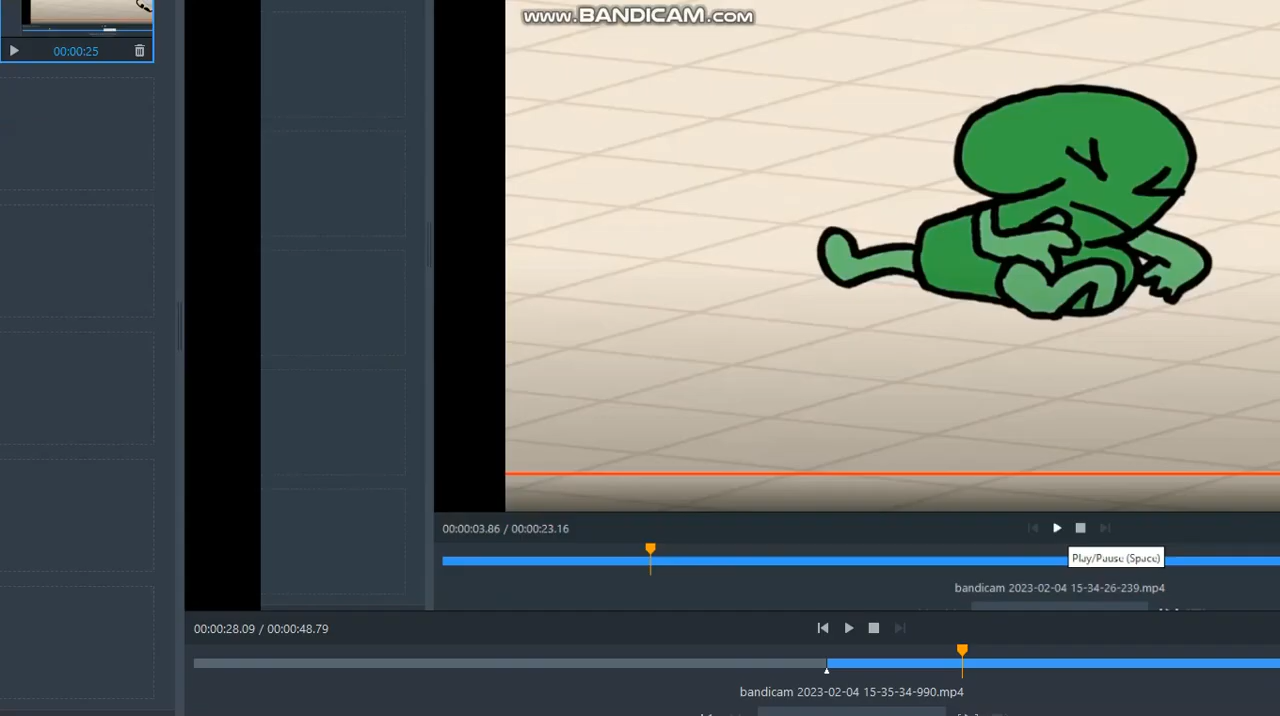 www.BANDICAM.com
00:00:25
00:00:03.86 / 00:00:23.16
Play/Pause (Space)
bandicam 2023-02-04 15-34-26-239.mp4
00:00:28.09 / 00:00:48.79
bandicam 2023-02-04 15-35-34-990.mp4